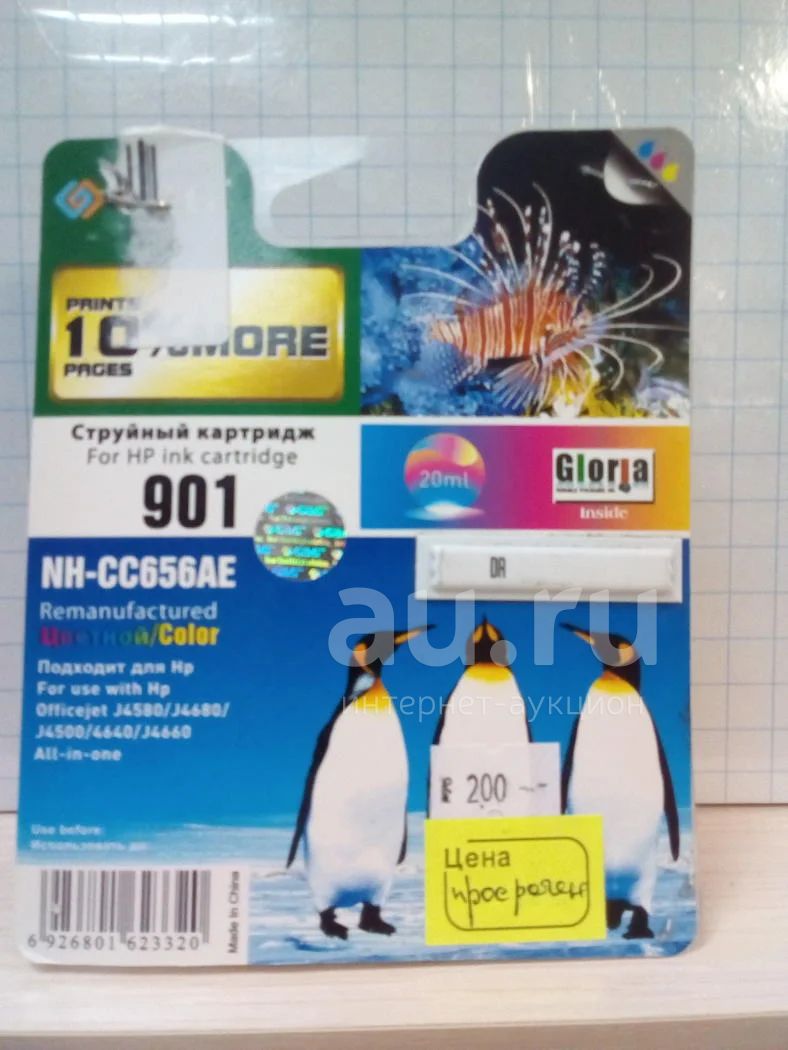 PRINTS
10% MORE
PAGES
Струйный картридж
For HP ink cartridge
901
20ml
Gloria
Inside
NH-CC656AE
DR
Remanufactured
Цветной/Color
Подходит для Hp
For use with Hp
Officejet J4580/J4680/
J4500/4640/J4660
All-in-one
au.ru
интернет-аукцион
200 --
Use before:
Использовать до:
Цена
просрочен
6 926801 623320
Made in China